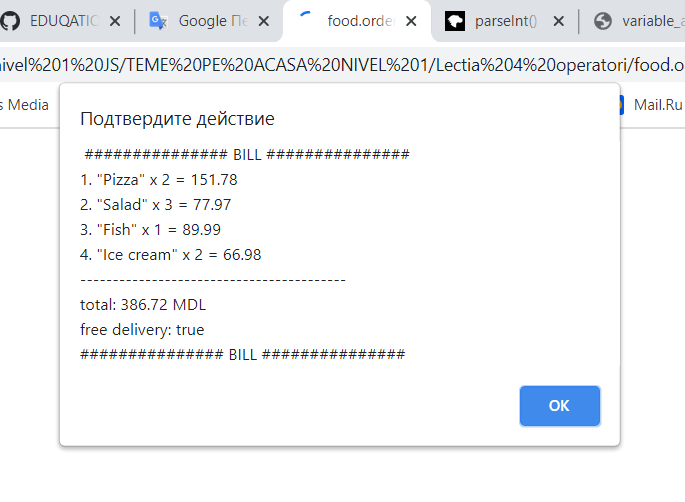 EDUQATIO
Google Пе
food.orde
parseInt()
variable_a
nivel%201%20JS/TEME%20PE%20ACASA%20NIVEL%201/Lectia%204%20operatori/food.o
s Media
Mail.Ru
Подтвердите действие
############### BILL ###############
1. "Pizza" x 2 = 151.78
2. "Salad" x 3 = 77.97
3. "Fish" x 1 = 89.99
4. "Ice cream" x 2 = 66.98
-----------------------------------------
total: 386.72 MDL
free delivery: true
############### BILL ###############
OK